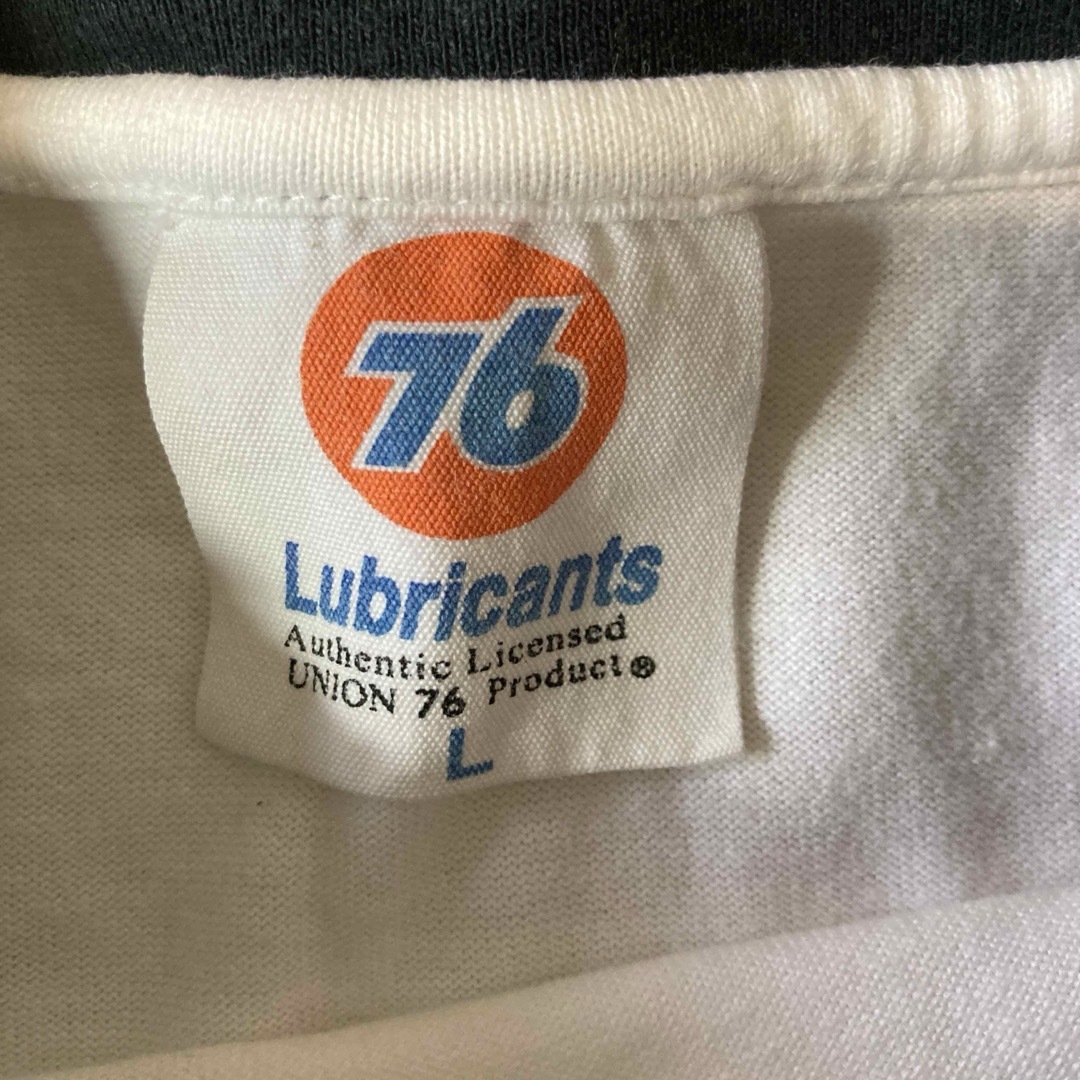 76
Lubricants
Authentic Licensed
UNION 76 Product®
L